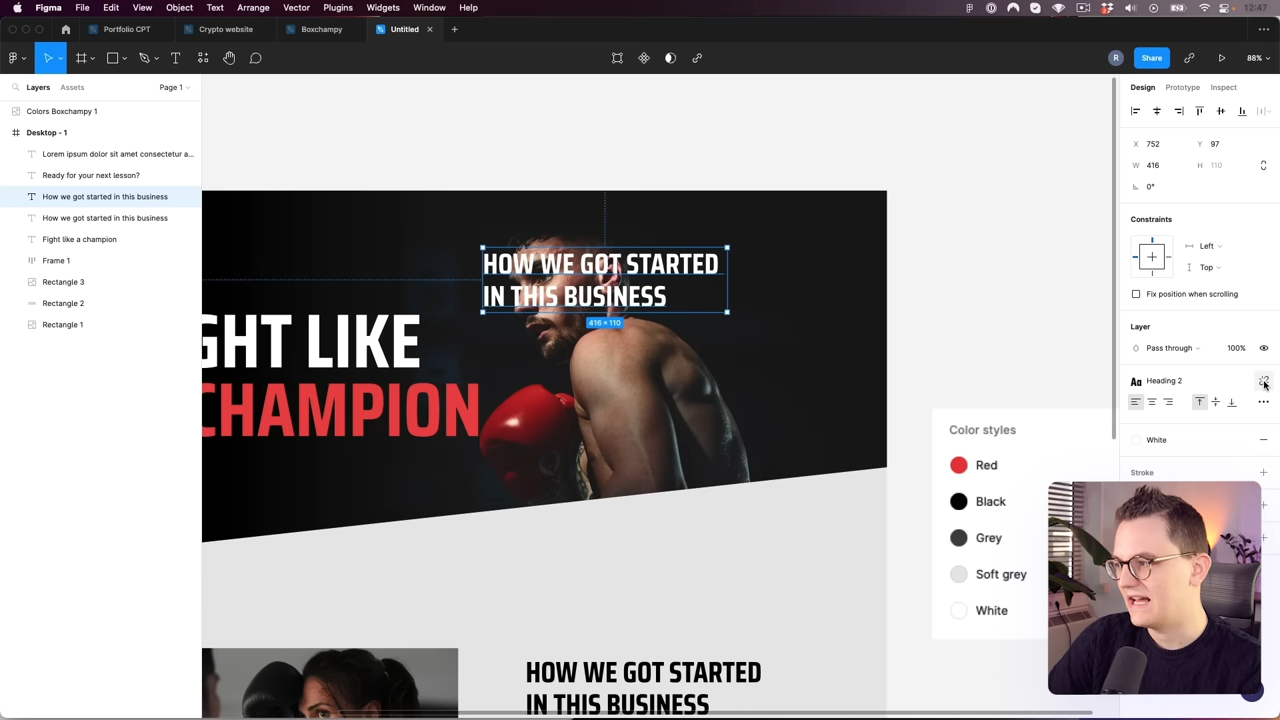 Figma File Edit View Object Text Arrange Vector Plugins Widgets Window Help 12:47
Portfolio CPT Crypto website Boxchampy Untitled
R Share 88%
Layers Assets Page 1
Colors Boxchampy 1
Desktop - 1
Lorem ipsum dolor sit amet consectetur a...
Ready for your next lesson?
How we got started in this business
How we got started in this business
Fight like a champion
Frame 1
Rectangle 3
Rectangle 2
Rectangle 1
HOW WE GOT STARTED
IN THIS BUSINESS
416 × 110
GHT LIKE
CHAMPION
Color styles
Red
Black
Grey
Soft grey
White
HOW WE GOT STARTED
IN THIS BUSINESS
Design Prototype Inspect
X 752 Y 97
W 416 H 110
0°
Constraints
Left
Top
Fix position when scrolling
Layer
Pass through 100%
Aa Heading 2
White
Stroke